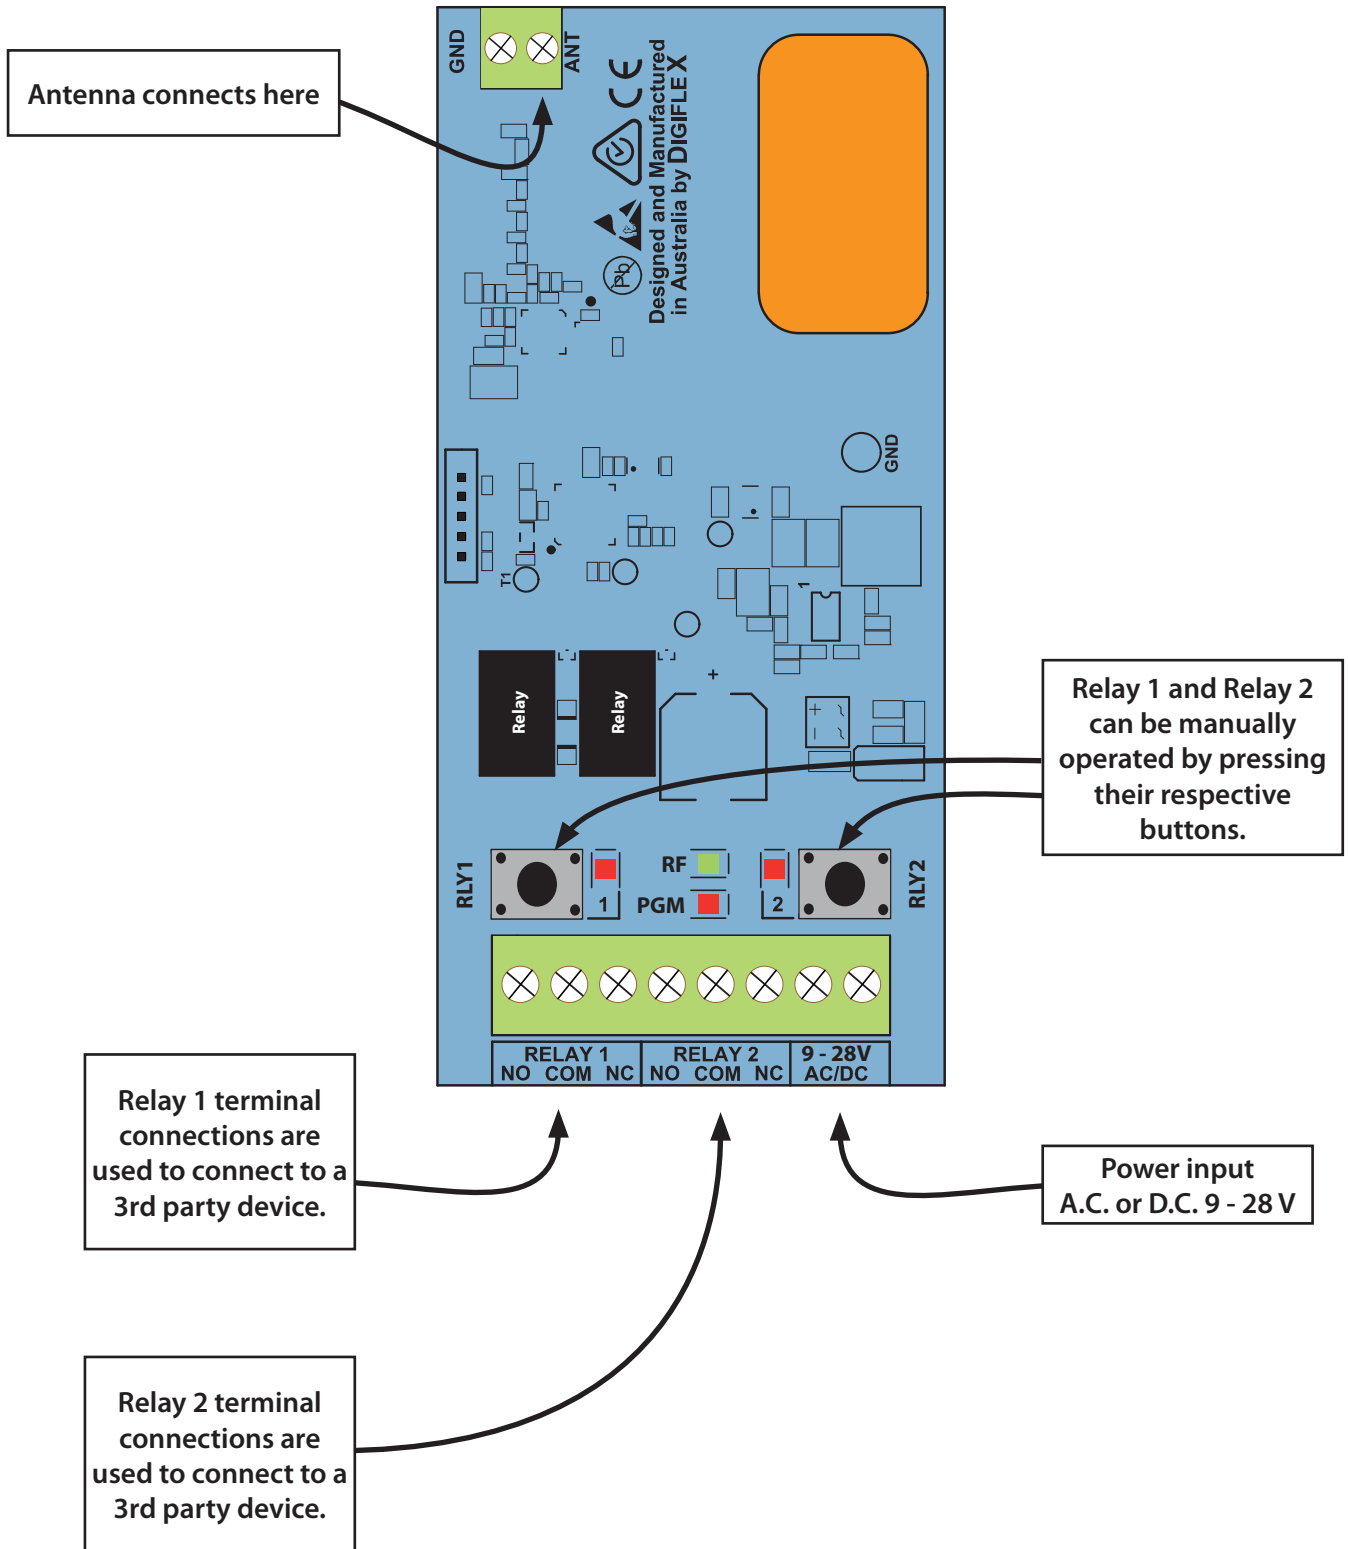 GND
ANT
Antenna connects here
Designed and Manufactured
in Australia by DIGIFLE X
Pb
GND
T1
1
Relay
Relay
+
+
−
Relay 1 and Relay 2
can be manually
operated by pressing
their respective
buttons.
RLY1
1
RF
PGM
2
RLY2
RELAY 1
NO COM NC
RELAY 2
NO COM NC
9 - 28V
AC/DC
Relay 1 terminal
connections are
used to connect to a
3rd party device.
Power input
A.C. or D.C. 9 - 28 V
Relay 2 terminal
connections are
used to connect to a
3rd party device.